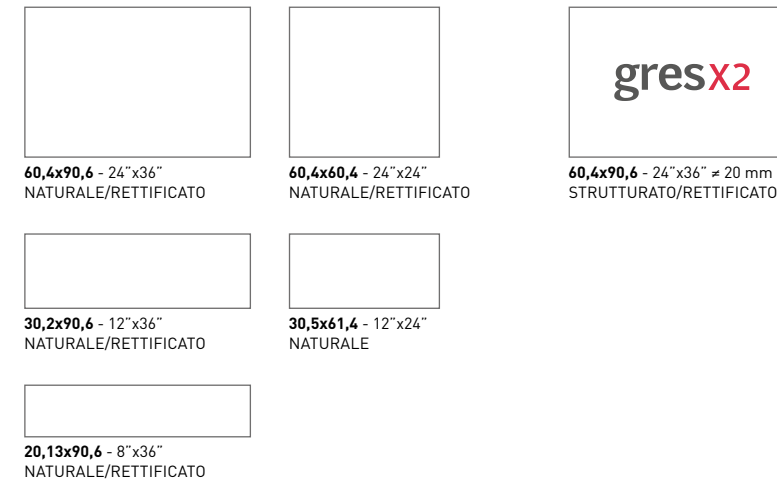 60,4x90,6 - 24”x36”
NATURALE/RETTIFICATO
60,4x60,4 - 24”x24”
NATURALE/RETTIFICATO
gresx2
60,4x90,6 - 24”x36” ≠ 20 mm
STRUTTURATO/RETTIFICATO
30,2x90,6 - 12”x36”
NATURALE/RETTIFICATO
30,5x61,4 - 12”x24”
NATURALE
20,13x90,6 - 8”x36”
NATURALE/RETTIFICATO